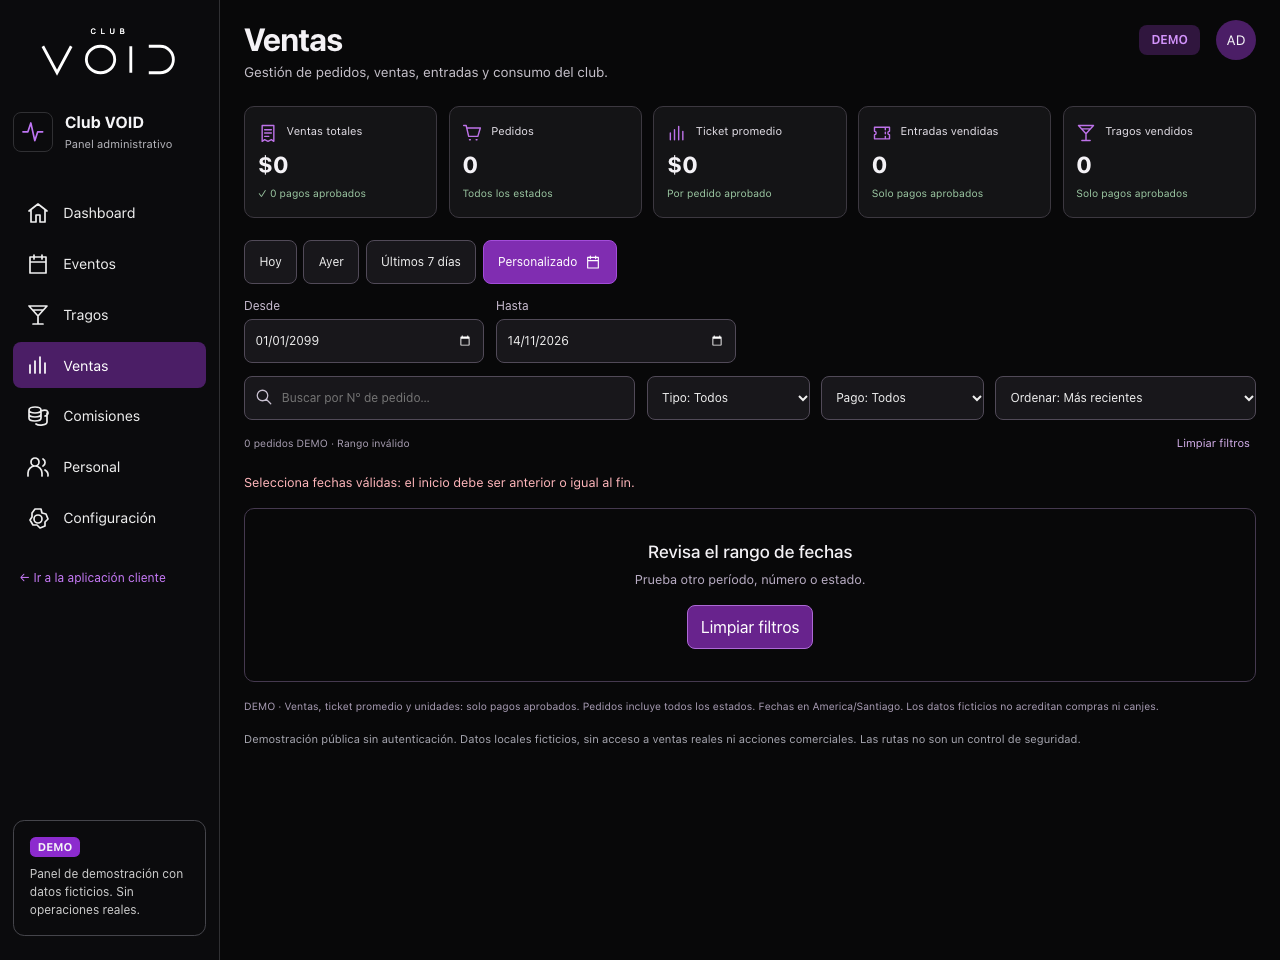 CLUB
VOID
Club VOID
Panel administrativo
Dashboard
Eventos
Tragos
Ventas
Comisiones
Personal
Configuración
← Ir a la aplicación cliente
DEMO
Panel de demostración con
datos ficticios. Sin
operaciones reales.
Ventas
Gestión de pedidos, ventas, entradas y consumo del club.
DEMO
AD
Ventas totales
$0
✓ 0 pagos aprobados
Pedidos
0
Todos los estados
Ticket promedio
$0
Por pedido aprobado
Entradas vendidas
0
Solo pagos aprobados
Tragos vendidos
0
Solo pagos aprobados
Hoy
Ayer
Últimos 7 días
Personalizado
Desde
01/01/2099
Hasta
14/11/2026
Buscar por N° de pedido...
Tipo: Todos
Pago: Todos
Ordenar: Más recientes
0 pedidos DEMO · Rango inválido
Limpiar filtros
Selecciona fechas válidas: el inicio debe ser anterior o igual al fin.
Revisa el rango de fechas
Prueba otro período, número o estado.
Limpiar filtros
DEMO · Ventas, ticket promedio y unidades: solo pagos aprobados. Pedidos incluye todos los estados. Fechas en America/Santiago. Los datos ficticios no acreditan compras ni canjes.
Demostración pública sin autenticación. Datos locales ficticios, sin acceso a ventas reales ni acciones comerciales. Las rutas no son un control de seguridad.